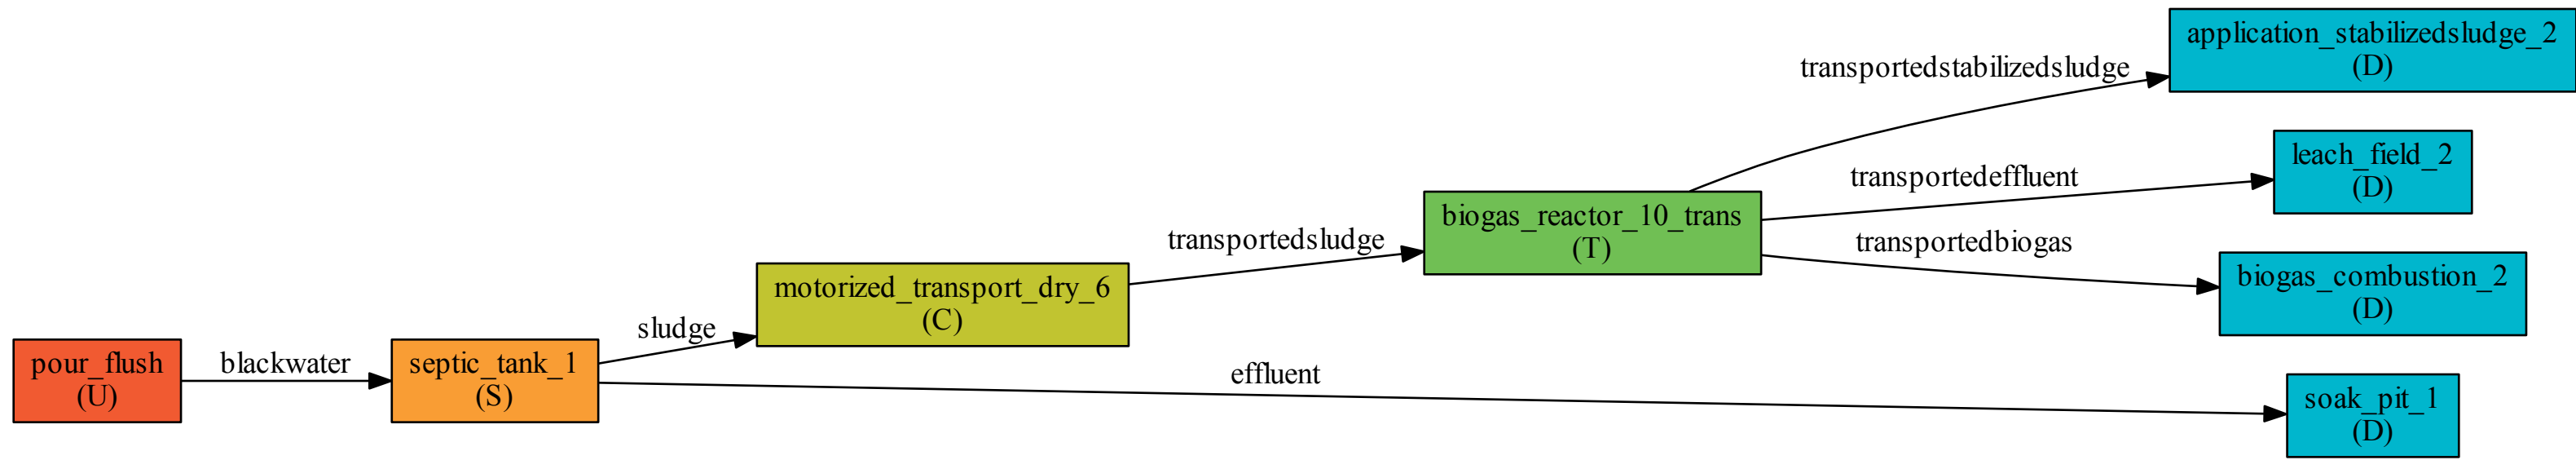 pour_flush
(U)
blackwater
septic_tank_1
(S)
sludge
motorized_transport_dry_6
(C)
transportedsludge
biogas_reactor_10_trans
(T)
transportedstabilizedsludge
application_stabilizedsludge_2
(D)
transportedeffluent
leach_field_2
(D)
transportedbiogas
biogas_combustion_2
(D)
effluent
soak_pit_1
(D)